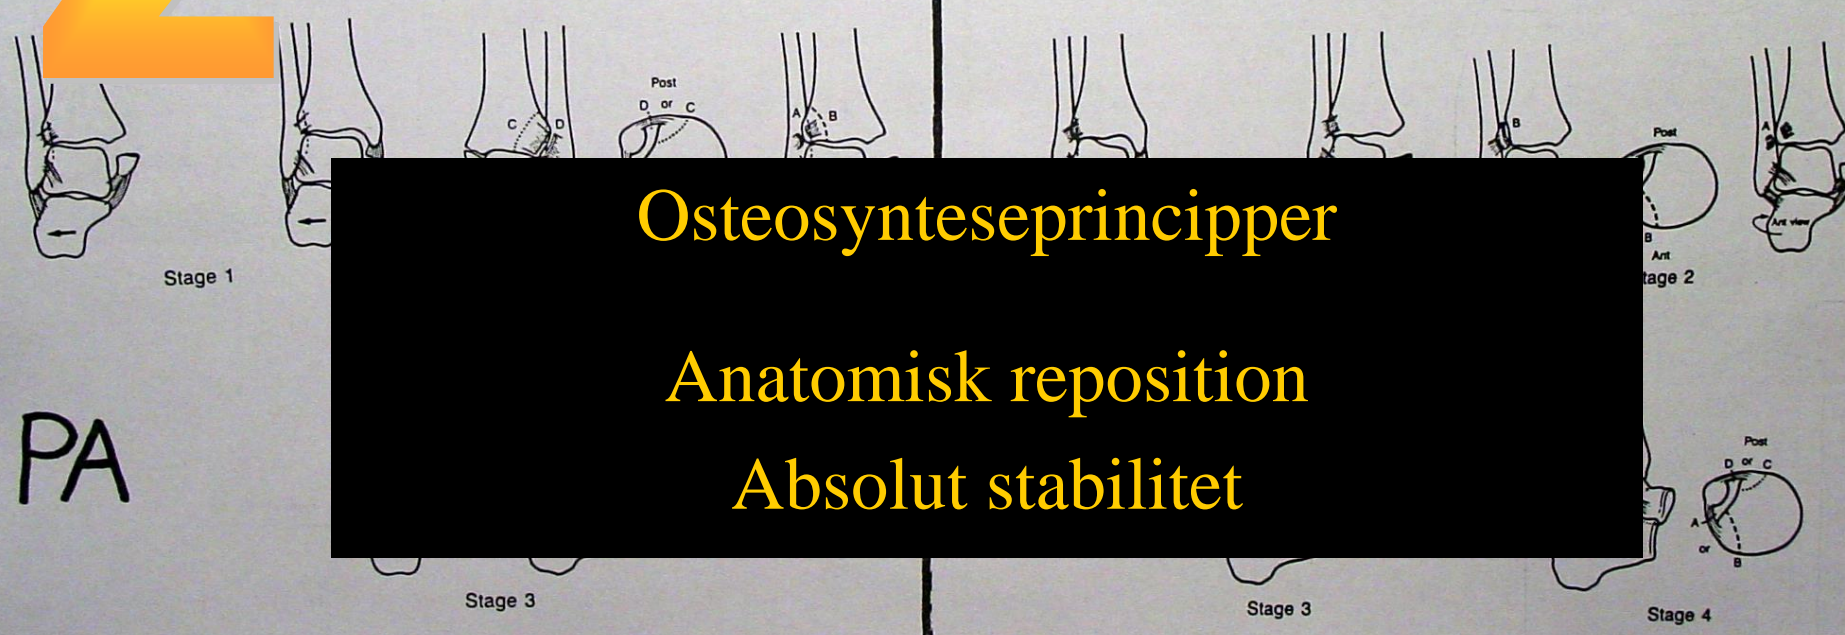 Post
D or C
C D
A B
B
Post
A
B
Ant view
B
Ant
Stage 1
tage 2
Osteosynteseprincipper
Anatomisk reposition
Absolut stabilitet
PA
Post
D or C
A
or
B
Stage 3
Stage 3
Stage 4